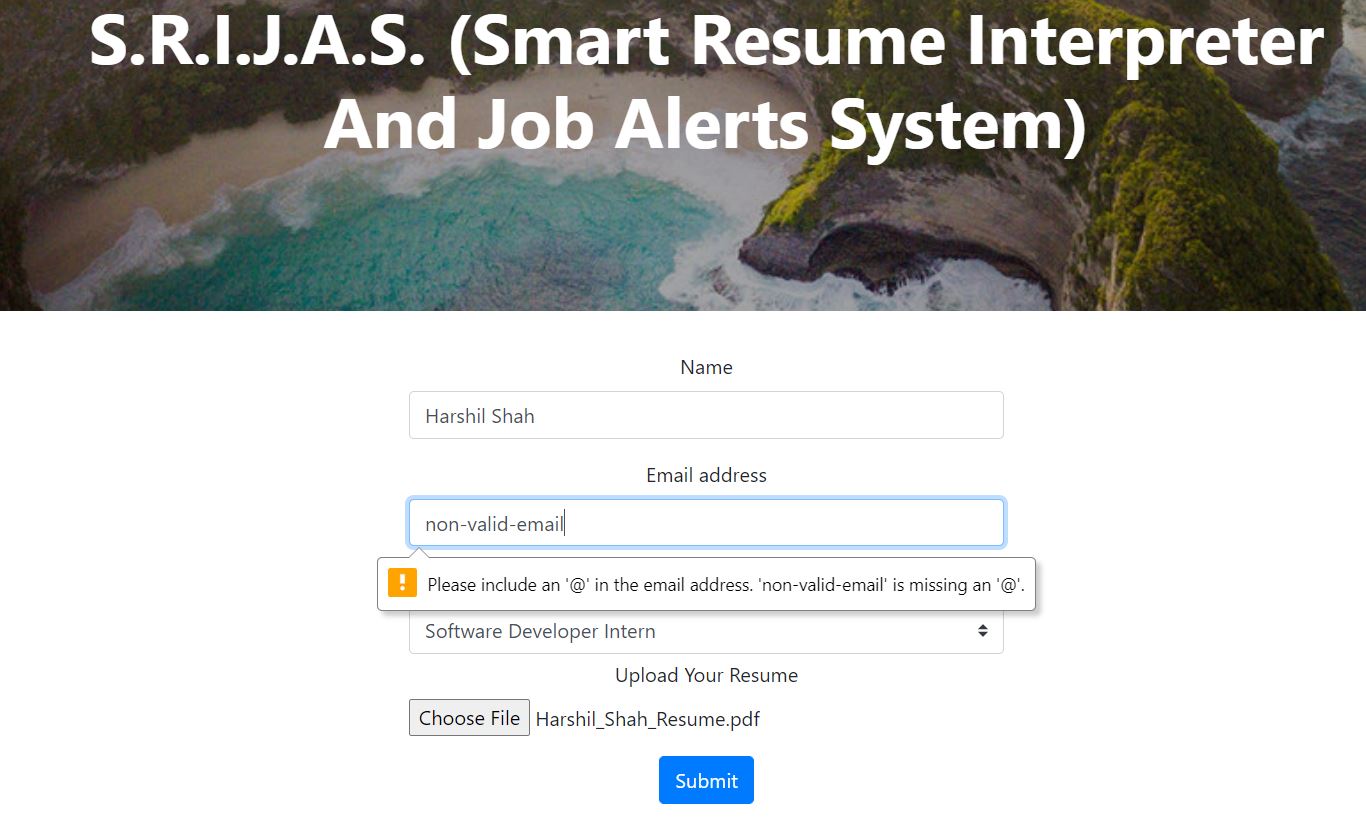 S.R.I.J.A.S. (Smart Resume Interpreter
And Job Alerts System)
Name
Harshil Shah
Email address
non-valid-email
Please include an '@' in the email address. 'non-valid-email' is missing an '@'.
Software Developer Intern
Upload Your Resume
Choose File Harshil_Shah_Resume.pdf
Submit